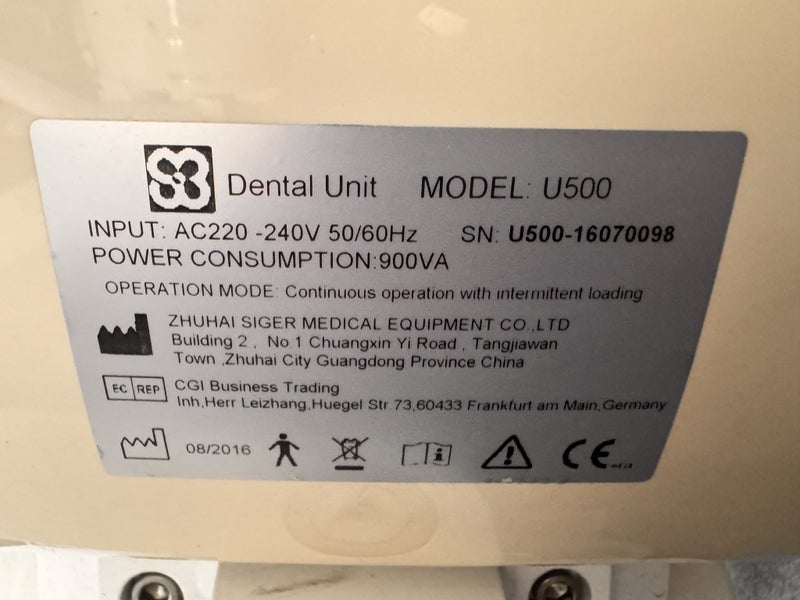 S8 Dental Unit MODEL: U500
INPUT: AC220 -240V 50/60Hz SN: U500-16070098
POWER CONSUMPTION:900VA
OPERATION MODE: Continuous operation with intermittent loading
ZHUHAI SIGER MEDICAL EQUIPMENT CO.,LTD
Building 2 , No 1 Chuangxin Yi Road , Tangjiawan
Town ,Zhuhai City Guangdong Province China
EC REP CGI Business Trading
Inh,Herr Leizhang,Huegel Str 73,60433 Frankfurt am Main,Germany
08/2016 CE